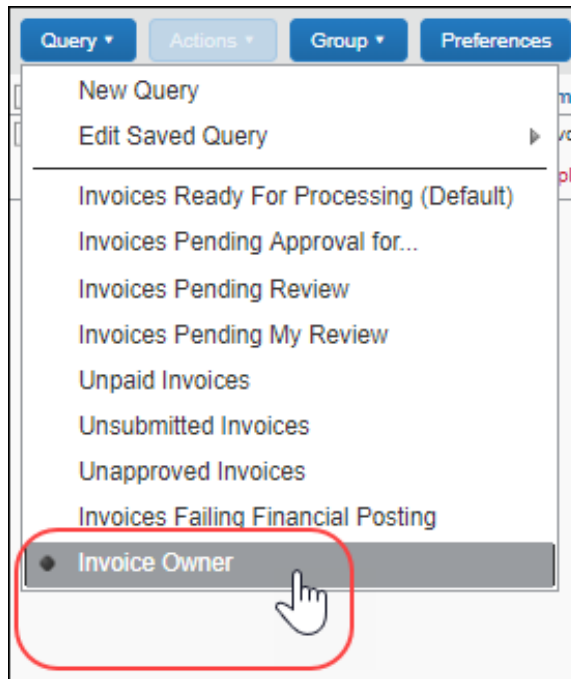 Query Actions Group Preferences
New Query
Edit Saved Query
Invoices Ready For Processing (Default)
Invoices Pending Approval for...
Invoices Pending Review
Invoices Pending My Review
Unpaid Invoices
Unsubmitted Invoices
Unapproved Invoices
Invoices Failing Financial Posting
Invoice Owner